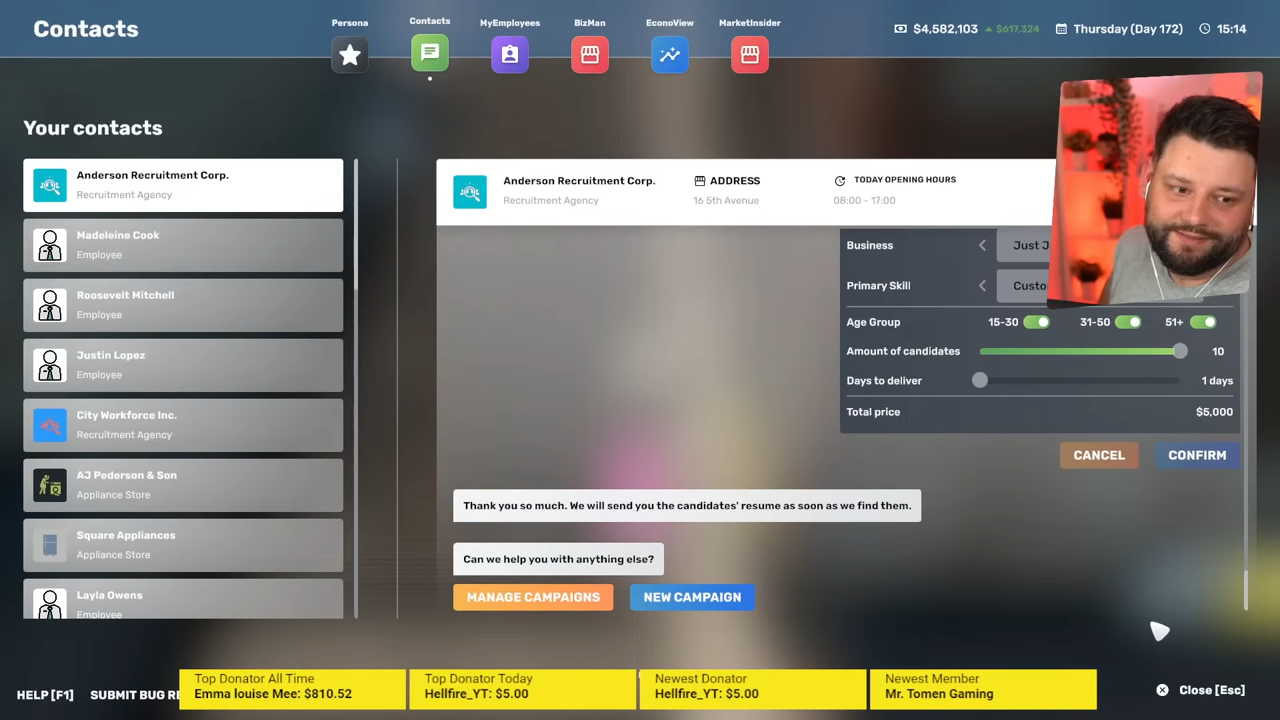 Contacts
Persona
Contacts
MyEmployees
BizMan
EconoView
MarketInsider
$4,582,103 $617,324
Thursday (Day 172)
15:14
Your contacts
Anderson Recruitment Corp.
Recruitment Agency
Madeleine Cook
Employee
Roosevelt Mitchell
Employee
Justin Lopez
Employee
City Workforce Inc.
Recruitment Agency
AJ Pederson & Son
Appliance Store
Square Appliances
Appliance Store
Layla Owens
Employee
Anderson Recruitment Corp.
Recruitment Agency
ADDRESS
16 5th Avenue
TODAY OPENING HOURS
08:00 - 17:00
Business Just J
Primary Skill Custo
Age Group 15-30 31-50 51+
Amount of candidates 10
Days to deliver 1 days
Total price $5,000
CANCEL CONFIRM
Thank you so much. We will send you the candidates' resume as soon as we find them.
Can we help you with anything else?
MANAGE CAMPAIGNS NEW CAMPAIGN
HELP [F1] SUBMIT BUG RE
Top Donator All Time
Emma louise Mee: $810.52
Top Donator Today
Hellfire_YT: $5.00
Newest Donator
Hellfire_YT: $5.00
Newest Member
Mr. Tomen Gaming
Close [Esc]